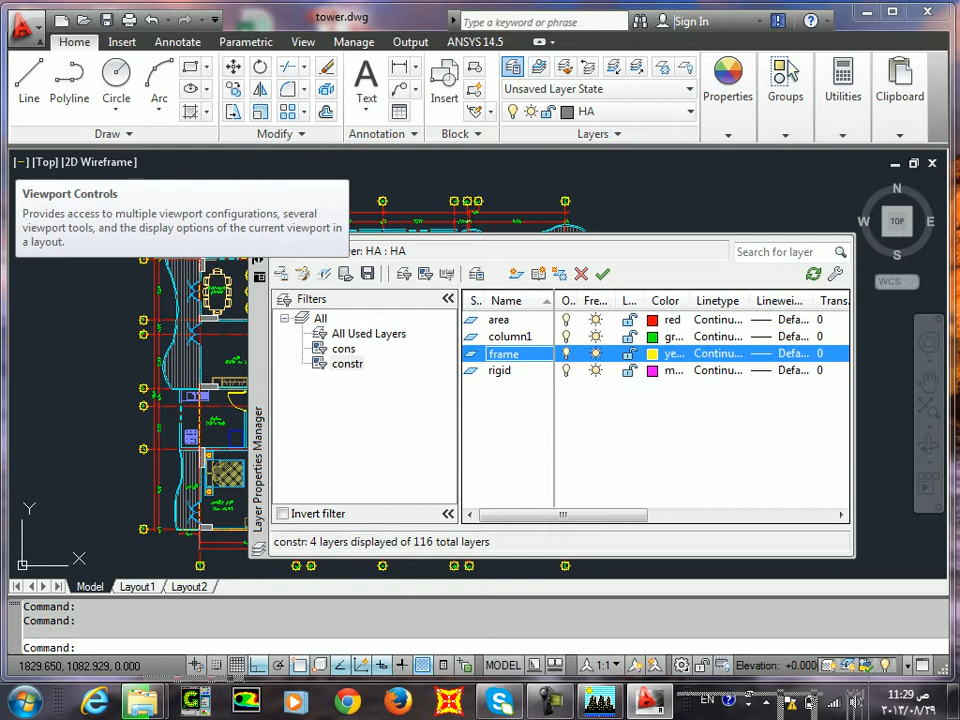 tower.dwg
Type a keyword or phrase
Sign In
Home Insert Annotate Parametric View Manage Output ANSYS 14.5
Line Polyline Circle Arc
Text
Insert
Unsaved Layer State
HA
Properties Groups Utilities Clipboard
Draw Modify Annotation Block Layers
[−] [Top] [2D Wireframe]
Viewport Controls
Provides access to multiple viewport configurations, several
viewport tools, and the display options of the current viewport in
a layout.
N
W TOP E
S
WCS
er: HA : HA
Search for layer
Filters
All
All Used Layers
cons
constr
Invert filter
S.. Name O.. Fre... L... Color Linetype Linewei... Trans.
area red Continu... Defa... 0
column1 gr... Continu... Defa... 0
frame ye... Continu... Defa... 0
rigid m... Continu... Defa... 0
Layer Properties Manager
constr: 4 layers displayed of 116 total layers
Y
X
Model Layout1 Layout2
Command:
Command:
Command:
1829.650, 1082.929, 0.000
MODEL
1:1
Elevation: +0.000
EN
11:29 ص
٢٠١٣/٠٨/٢٩